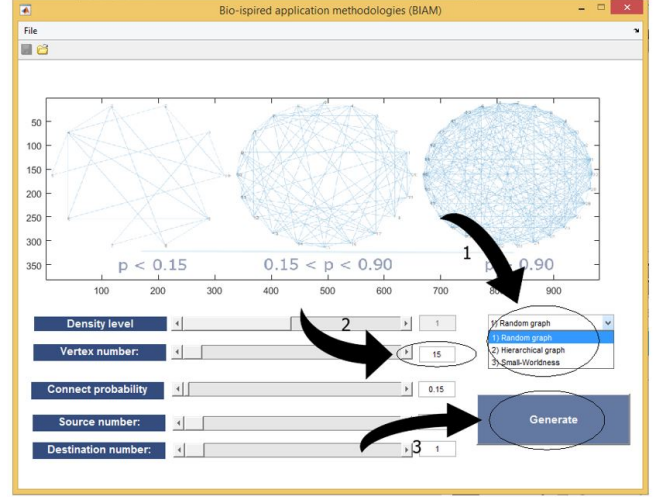 Bio-ispired application methodologies (BIAM)
File
50
100
150
200
250
300
350
p < 0.15
0.15 < p < 0.90
0.90
100
200
300
400
500
600
700
900
1
Density level
2
1
1) Random graph
1) Random graph
2) Hierarchical graph
3) Small-Worldness
Vertex number:
15
Connect probability
0.15
Source number:
Generate
Destination number:
3
1